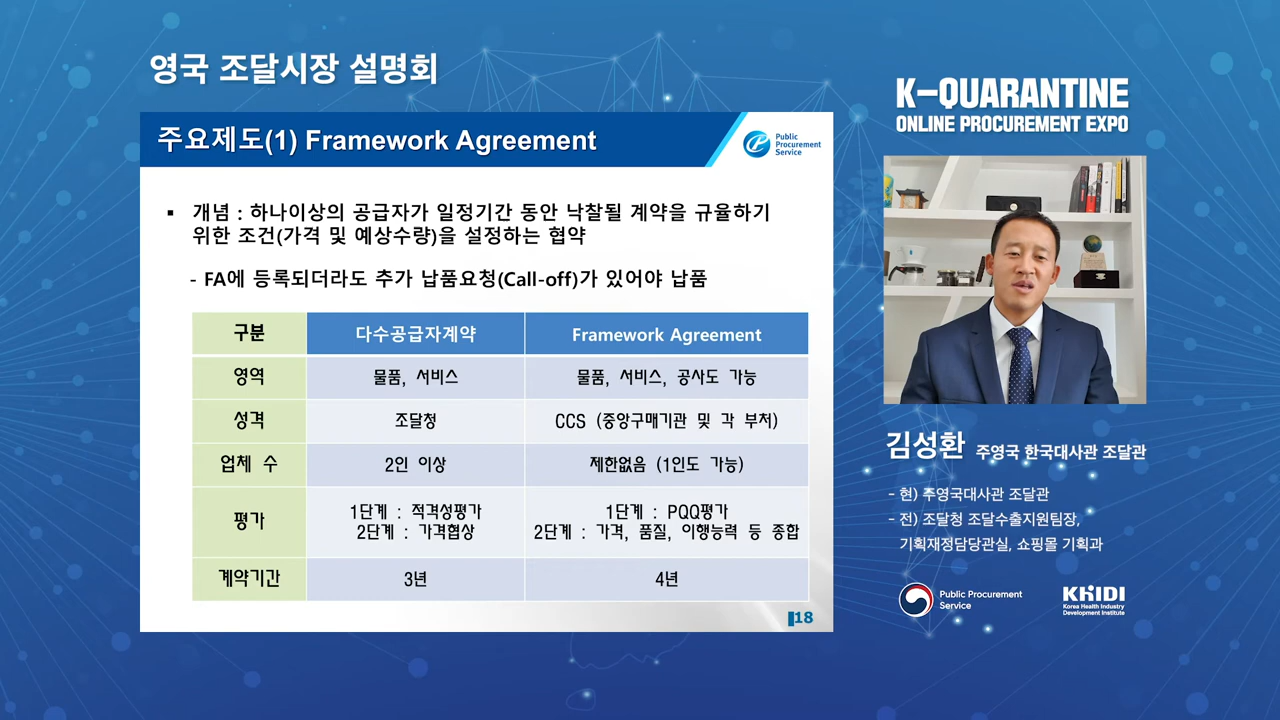 영국 조달시장 설명회
주요제도(1) Framework Agreement
Public
Procurement
Service
▪ 개념 : 하나이상의 공급자가 일정기간 동안 낙찰될 계약을 규율하기
위한 조건(가격 및 예상수량)을 설정하는 협약
- FA에 등록되더라도 추가 납품요청(Call-off)가 있어야 납품
구분 다수공급자계약 Framework Agreement
영역 물품, 서비스 물품, 서비스, 공사도 가능
성격 조달청 CCS (중앙구매기관 및 각 부처)
업체 수 2인 이상 제한없음 (1인도 가능)
평가 1단계 : 적격성평가 1단계 : PQQ평가
2단계 : 가격협상 2단계 : 가격, 품질, 이행능력 등 종합
계약기간 3년 4년
18
K-QUARANTINE
ONLINE PROCUREMENT EXPO
김성환 주영국 한국대사관 조달관
- 현) 주영국대사관 조달관
- 전) 조달청 조달수출지원팀장,
기획재정담당관실, 쇼핑몰 기획과
Public Procurement
Service
KHIDI
Korea Health Industry
Development Institute